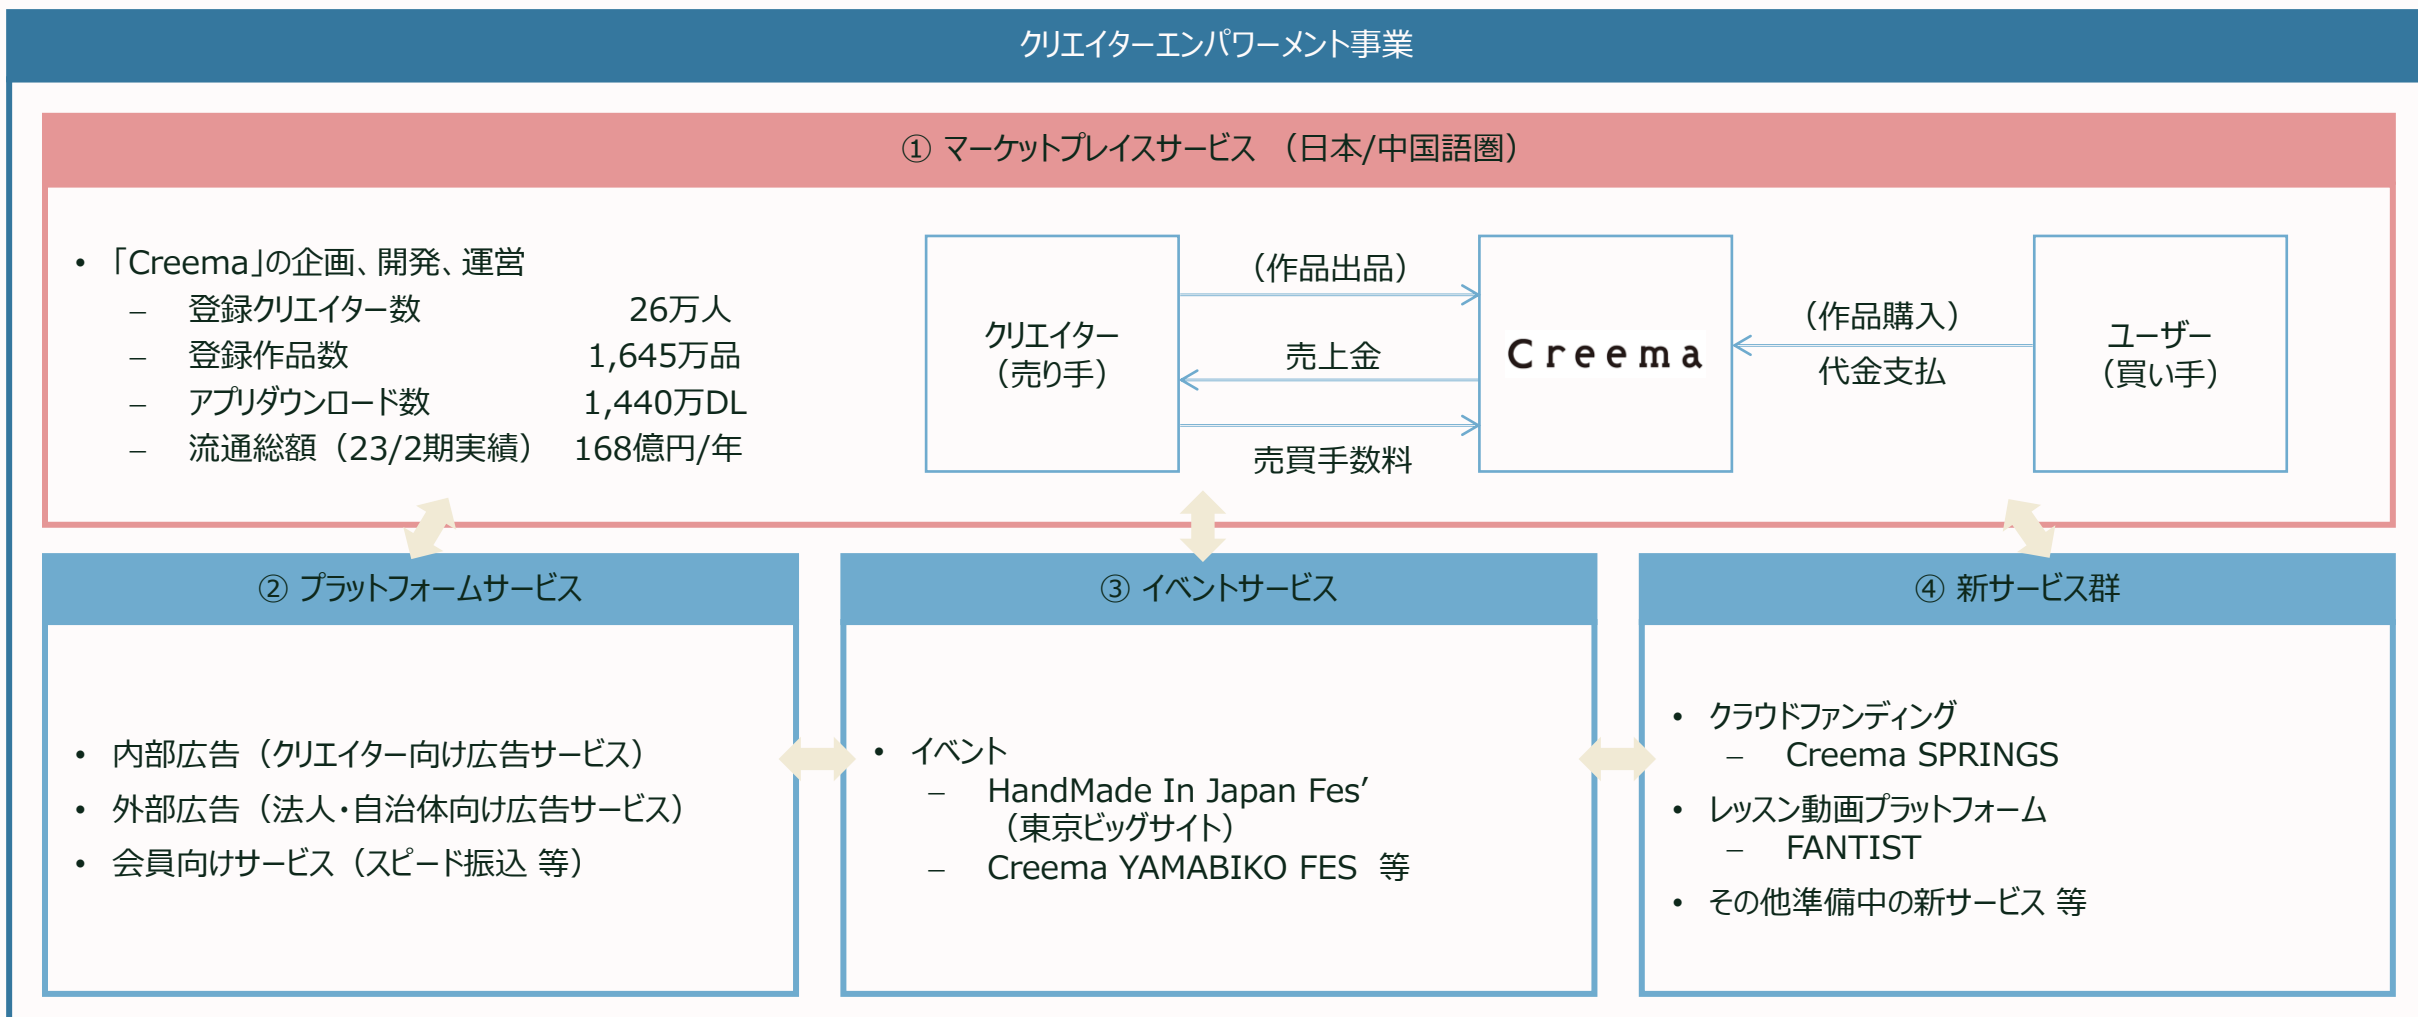 クリエイターエンパワーメント事業
① マーケットプレイスサービス （日本/中国語圏）
• 「Creema」の企画、開発、運営
– 登録クリエイター数 26万人
– 登録作品数 1,645万品
– アプリダウンロード数 1,440万DL
– 流通総額（23/2期実績） 168億円/年
クリエイター
（売り手）
（作品出品）
売上金
売買手数料
Creema
（作品購入）
代金支払
ユーザー
（買い手）
② プラットフォームサービス
• 内部広告（クリエイター向け広告サービス）
• 外部広告（法人・自治体向け広告サービス）
• 会員向けサービス（スピード振込 等）
③ イベントサービス
• イベント
– HandMade In Japan Fes’
（東京ビッグサイト）
– Creema YAMABIKO FES 等
④ 新サービス群
• クラウドファンディング
– Creema SPRINGS
• レッスン動画プラットフォーム
– FANTIST
• その他準備中の新サービス 等